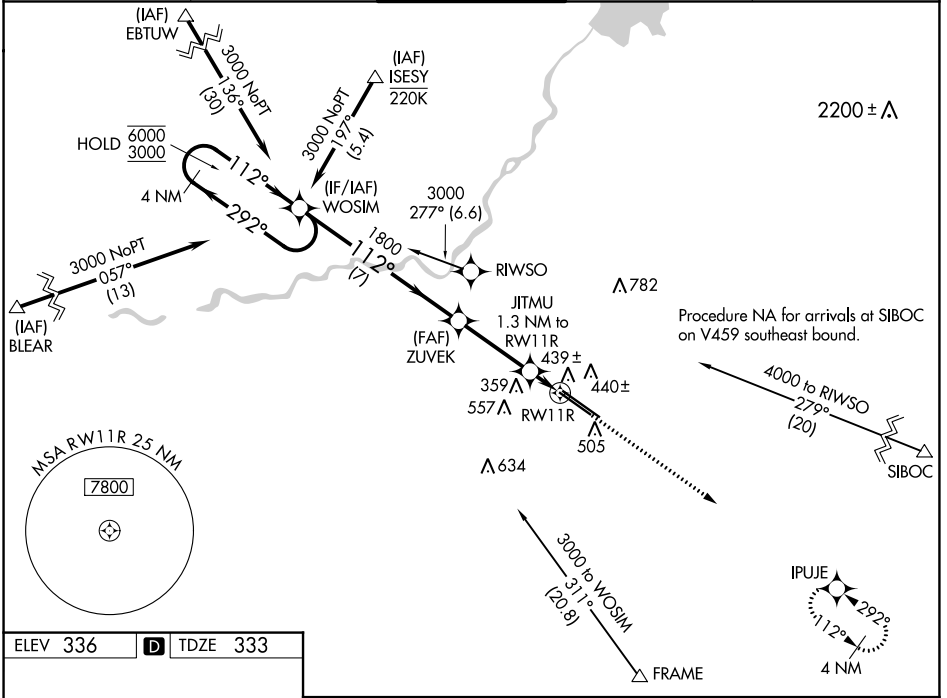 (IAF)
EBTUW
3000 NoPT
136°
(30)
(IAF)
ISESY
220K
3000 NoPT
197°
(5.4)
2200 ±
HOLD
6000
3000
4 NM
112°
292°
(IF/IAF)
WOSIM
3000
277° (6.6)
1800
112°
(7)
RIWSO
3000 NoPT
057°
(13)
(IAF)
BLEAR
782
JITMU
1.3 NM to
RW11R
(FAF)
ZUVEK
439 ±
440 ±
359
557
RW11R
505
634
Procedure NA for arrivals at SIBOC
on V459 southeast bound.
4000 to RIWSO
279°
(20)
SIBOC
MSA RW11R 25 NM
7800
3000 to WOSIM
311°
(20.8)
FRAME
IPUJE
292°
112°
4 NM
ELEV 336
D
TDZE 333